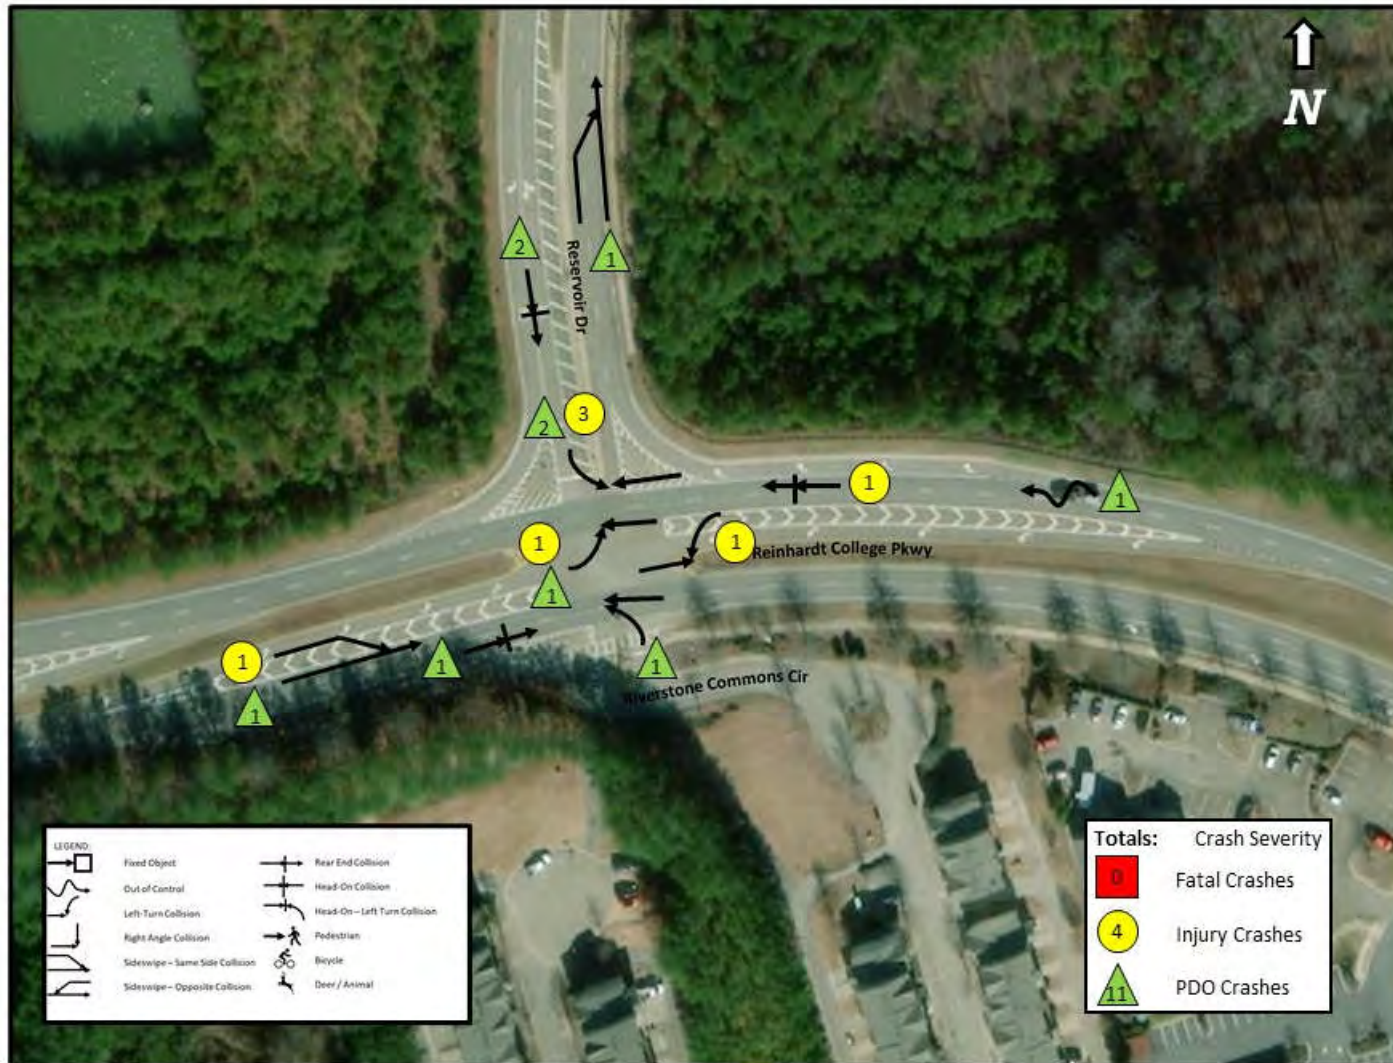 N
2
Reservoir Dr
1
2
3
1
1
1
1
Reinhardt College Pkwy
1
1
1
1
1
Riverstone Commons Cir
LEGEND:
Fixed Object
Out of Control
Left-Turn Collision
Right Angle Collision
Sideswipe – Same Side Collision
Sideswipe – Opposite Collision
Rear End Collision
Head-On Collision
Head-On – Left Turn Collision
Pedestrian
Bicycle
Deer / Animal
Totals: Crash Severity
0 Fatal Crashes
4 Injury Crashes
11 PDO Crashes